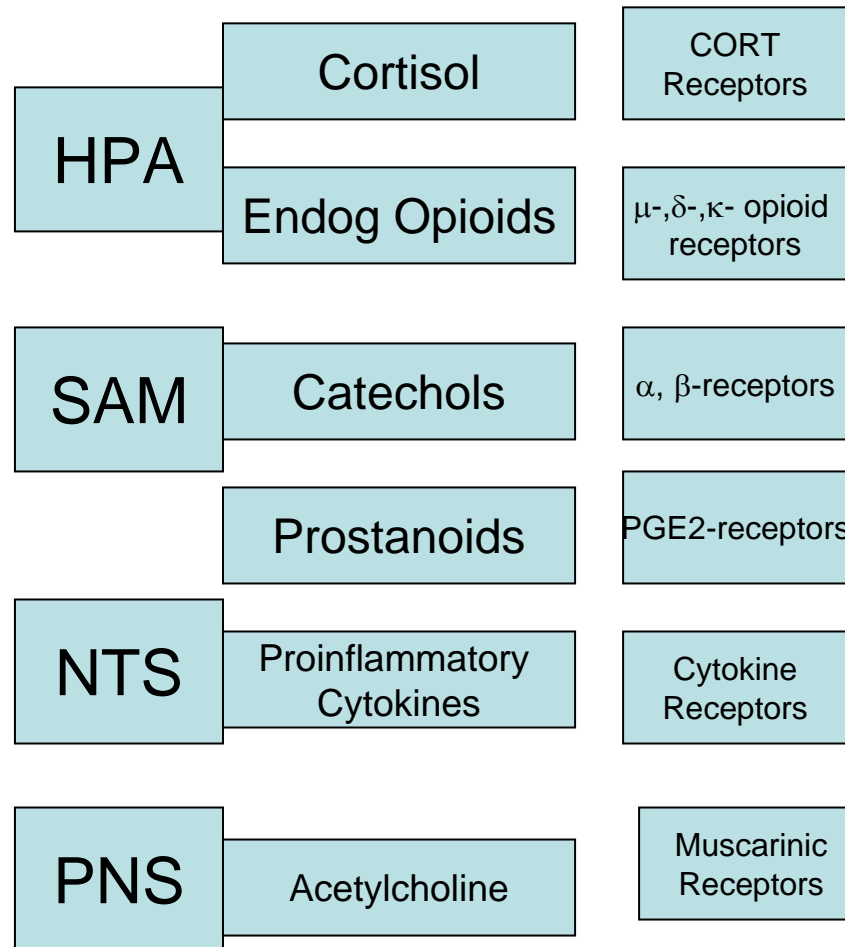 HPA
Cortisol
CORT
Receptors
Endog Opioids
μ-,δ-,κ- opioid
receptors
SAM
Catechols
α, β-receptors
Prostanoids
PGE2-receptors
NTS
Proinflammatory
Cytokines
Cytokine
Receptors
PNS
Acetylcholine
Muscarinic
Receptors